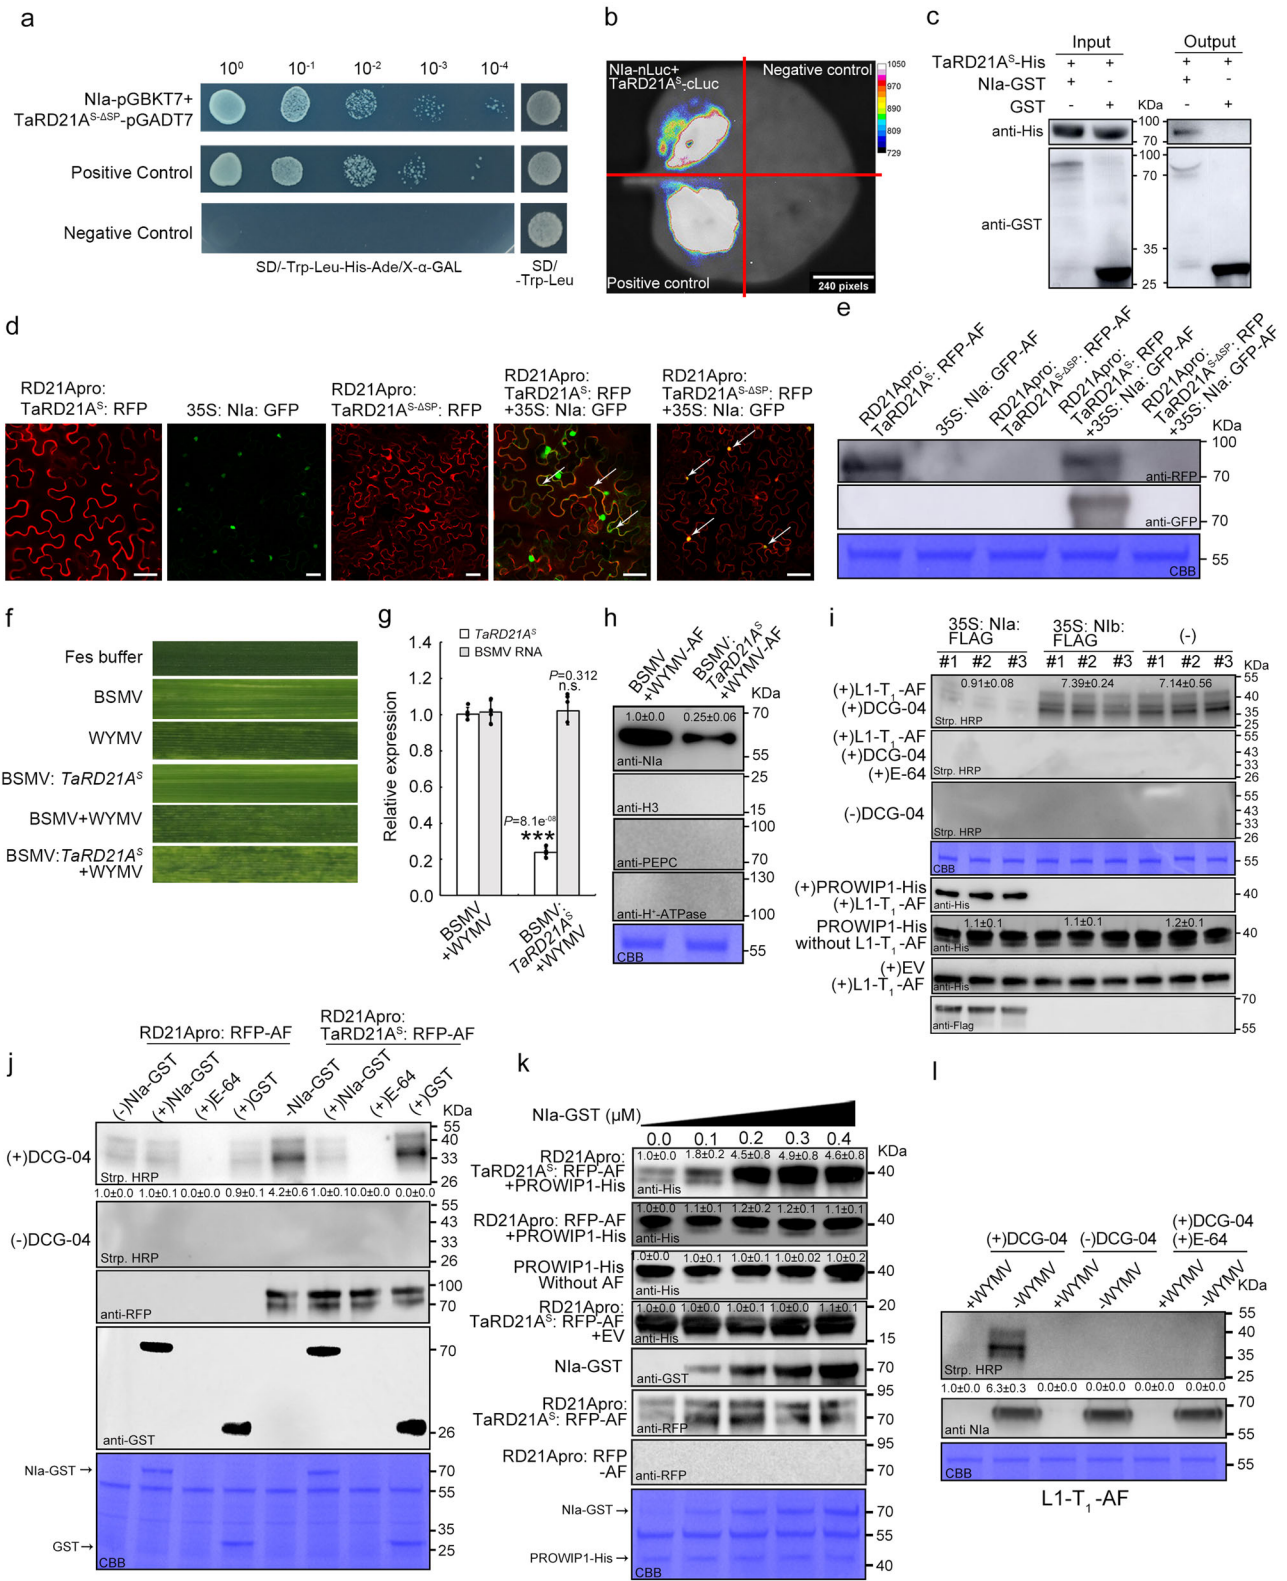 a
10⁰ 10⁻¹ 10⁻² 10⁻³ 10⁻⁴
NIa-pGBKT7+
TaRD21A^S-ΔSP-pGADT7
Positive Control
Negative Control
SD/-Trp-Leu-His-Ade/X-α-GAL
SD/
-Trp-Leu
b
NIa-nLuc+
TaRD21A^S-cLuc
Negative control
Positive control
240 pixels
1050
970
890
809
729
c
Input Output
TaRD21A^S-His + + + +
NIa-GST + - + -
GST - + - +
KDa
anti-His
100
70
anti-GST
100
70
35
25
d
RD21Apro:
TaRD21A^S: RFP
35S: NIa: GFP
RD21Apro:
TaRD21A^S-ΔSP: RFP
RD21Apro:
TaRD21A^S: RFP
+35S: NIa: GFP
RD21Apro:
TaRD21A^S-ΔSP: RFP
+35S: NIa: GFP
e
RD21Apro:
TaRD21A^S: RFP-AF
35S: NIa: GFP-AF
RD21Apro:
TaRD21A^S-ΔSP: RFP-AF
RD21Apro:
TaRD21A^S: RFP
+35S: NIa: GFP-AF
RD21Apro:
TaRD21A^S-ΔSP: RFP
+35S: NIa: GFP-AF
KDa
100
anti-RFP 70
anti-GFP 70
CBB 55
f
Fes buffer
BSMV
WYMV
BSMV: TaRD21A^S
BSMV+WYMV
BSMV:TaRD21A^S
+WYMV
g
Relative expression
1.4
1.2
1.0
0.8
0.6
0.4
0.2
0.0
TaRD21A^S
BSMV RNA
P=0.312
n.s.
P=8.1e⁻⁰⁸
***
BSMV
+WYMV
BSMV:
TaRD21A^S
+WYMV
h
BSMV
+WYMV-AF
BSMV:
TaRD21A^S
+WYMV-AF
KDa
1.0±0.0 0.25±0.06
70
anti-NIa 55
25
anti-H3 15
100
anti-PEPC 70
130
anti-H⁺-ATPase 100
CBB 55
i
35S: NIa:
FLAG
35S: NIb:
FLAG
(-)
#1 #2 #3 #1 #2 #3 #1 #2 #3
KDa
(+)L1-T₁-AF
(+)DCG-04
0.91±0.08 7.39±0.24 7.14±0.56
Strp. HRP
55
40
35
25
(+)L1-T₁-AF
(+)DCG-04
(+)E-64
Strp. HRP
55
43
33
26
(-)DCG-04
Strp. HRP
55
43
33
26
CBB 55
(+)PROWIP1-His
(+)L1-T₁-AF
anti-His 40
PROWIP1-His
without L1-T₁-AF
1.1±0.1 1.1±0.1 1.2±0.1
anti-His 40
(+)EV
(+)L1-T₁-AF
anti-His
70
anti-Flag 55
j
RD21Apro: RFP-AF
RD21Apro:
TaRD21A^S: RFP-AF
(-)NIa-GST
(+)NIa-GST
(+)E-64
(+)GST
-NIa-GST
(+)NIa-GST
(+)E-64
(+)GST
KDa
(+)DCG-04
Strp. HRP
55
40
33
26
1.0±0.0 1.0±0.1 0.0±0.0 0.9±0.1 4.2±0.6 1.0±0.1 0.0±0.0 0.0±0.0
(-)DCG-04
Strp. HRP
55
43
33
26
anti-RFP
100
70
anti-GST
70
26
NIa-GST→
GST→
CBB
70
55
35
25
k
NIa-GST (μM)
0.0 0.1 0.2 0.3 0.4
KDa
RD21Apro:
TaRD21A^S: RFP-AF
+PROWIP1-His
1.0±0.0 1.8±0.2 4.5±0.8 4.9±0.8 4.6±0.8
anti-His 40
RD21Apro: RFP-AF
+PROWIP1-His
1.0±0.0 1.1±0.1 1.2±0.2 1.2±0.1 1.1±0.1
anti-His 40
PROWIP1-His
Without AF
1.0±0.0 1.0±0.1 1.0±0.1 1.0±0.02 1.0±0.2
anti-His 40
RD21Apro:
TaRD21A^S: RFP-AF
+EV
1.0±0.0 1.0±0.0 1.0±0.1 1.0±0.0 1.1±0.1
anti-His
20
15
NIa-GST
anti-GST 70
RD21Apro:
TaRD21A^S: RFP-AF
anti-RFP
95
70
RD21Apro: RFP
-AF
anti-RFP
95
70
NIa-GST→
PROWIP1-His→
CBB
70
55
40
l
(+)DCG-04 (-)DCG-04
(+)DCG-04
(+)E-64
+WYMV -WYMV +WYMV -WYMV +WYMV -WYMV
KDa
Strp. HRP
55
40
35
25
1.0±0.0 6.3±0.3 0.0±0.0 0.0±0.0 0.0±0.0 0.0±0.0
anti NIa
70
55
CBB 55
L1-T₁-AF